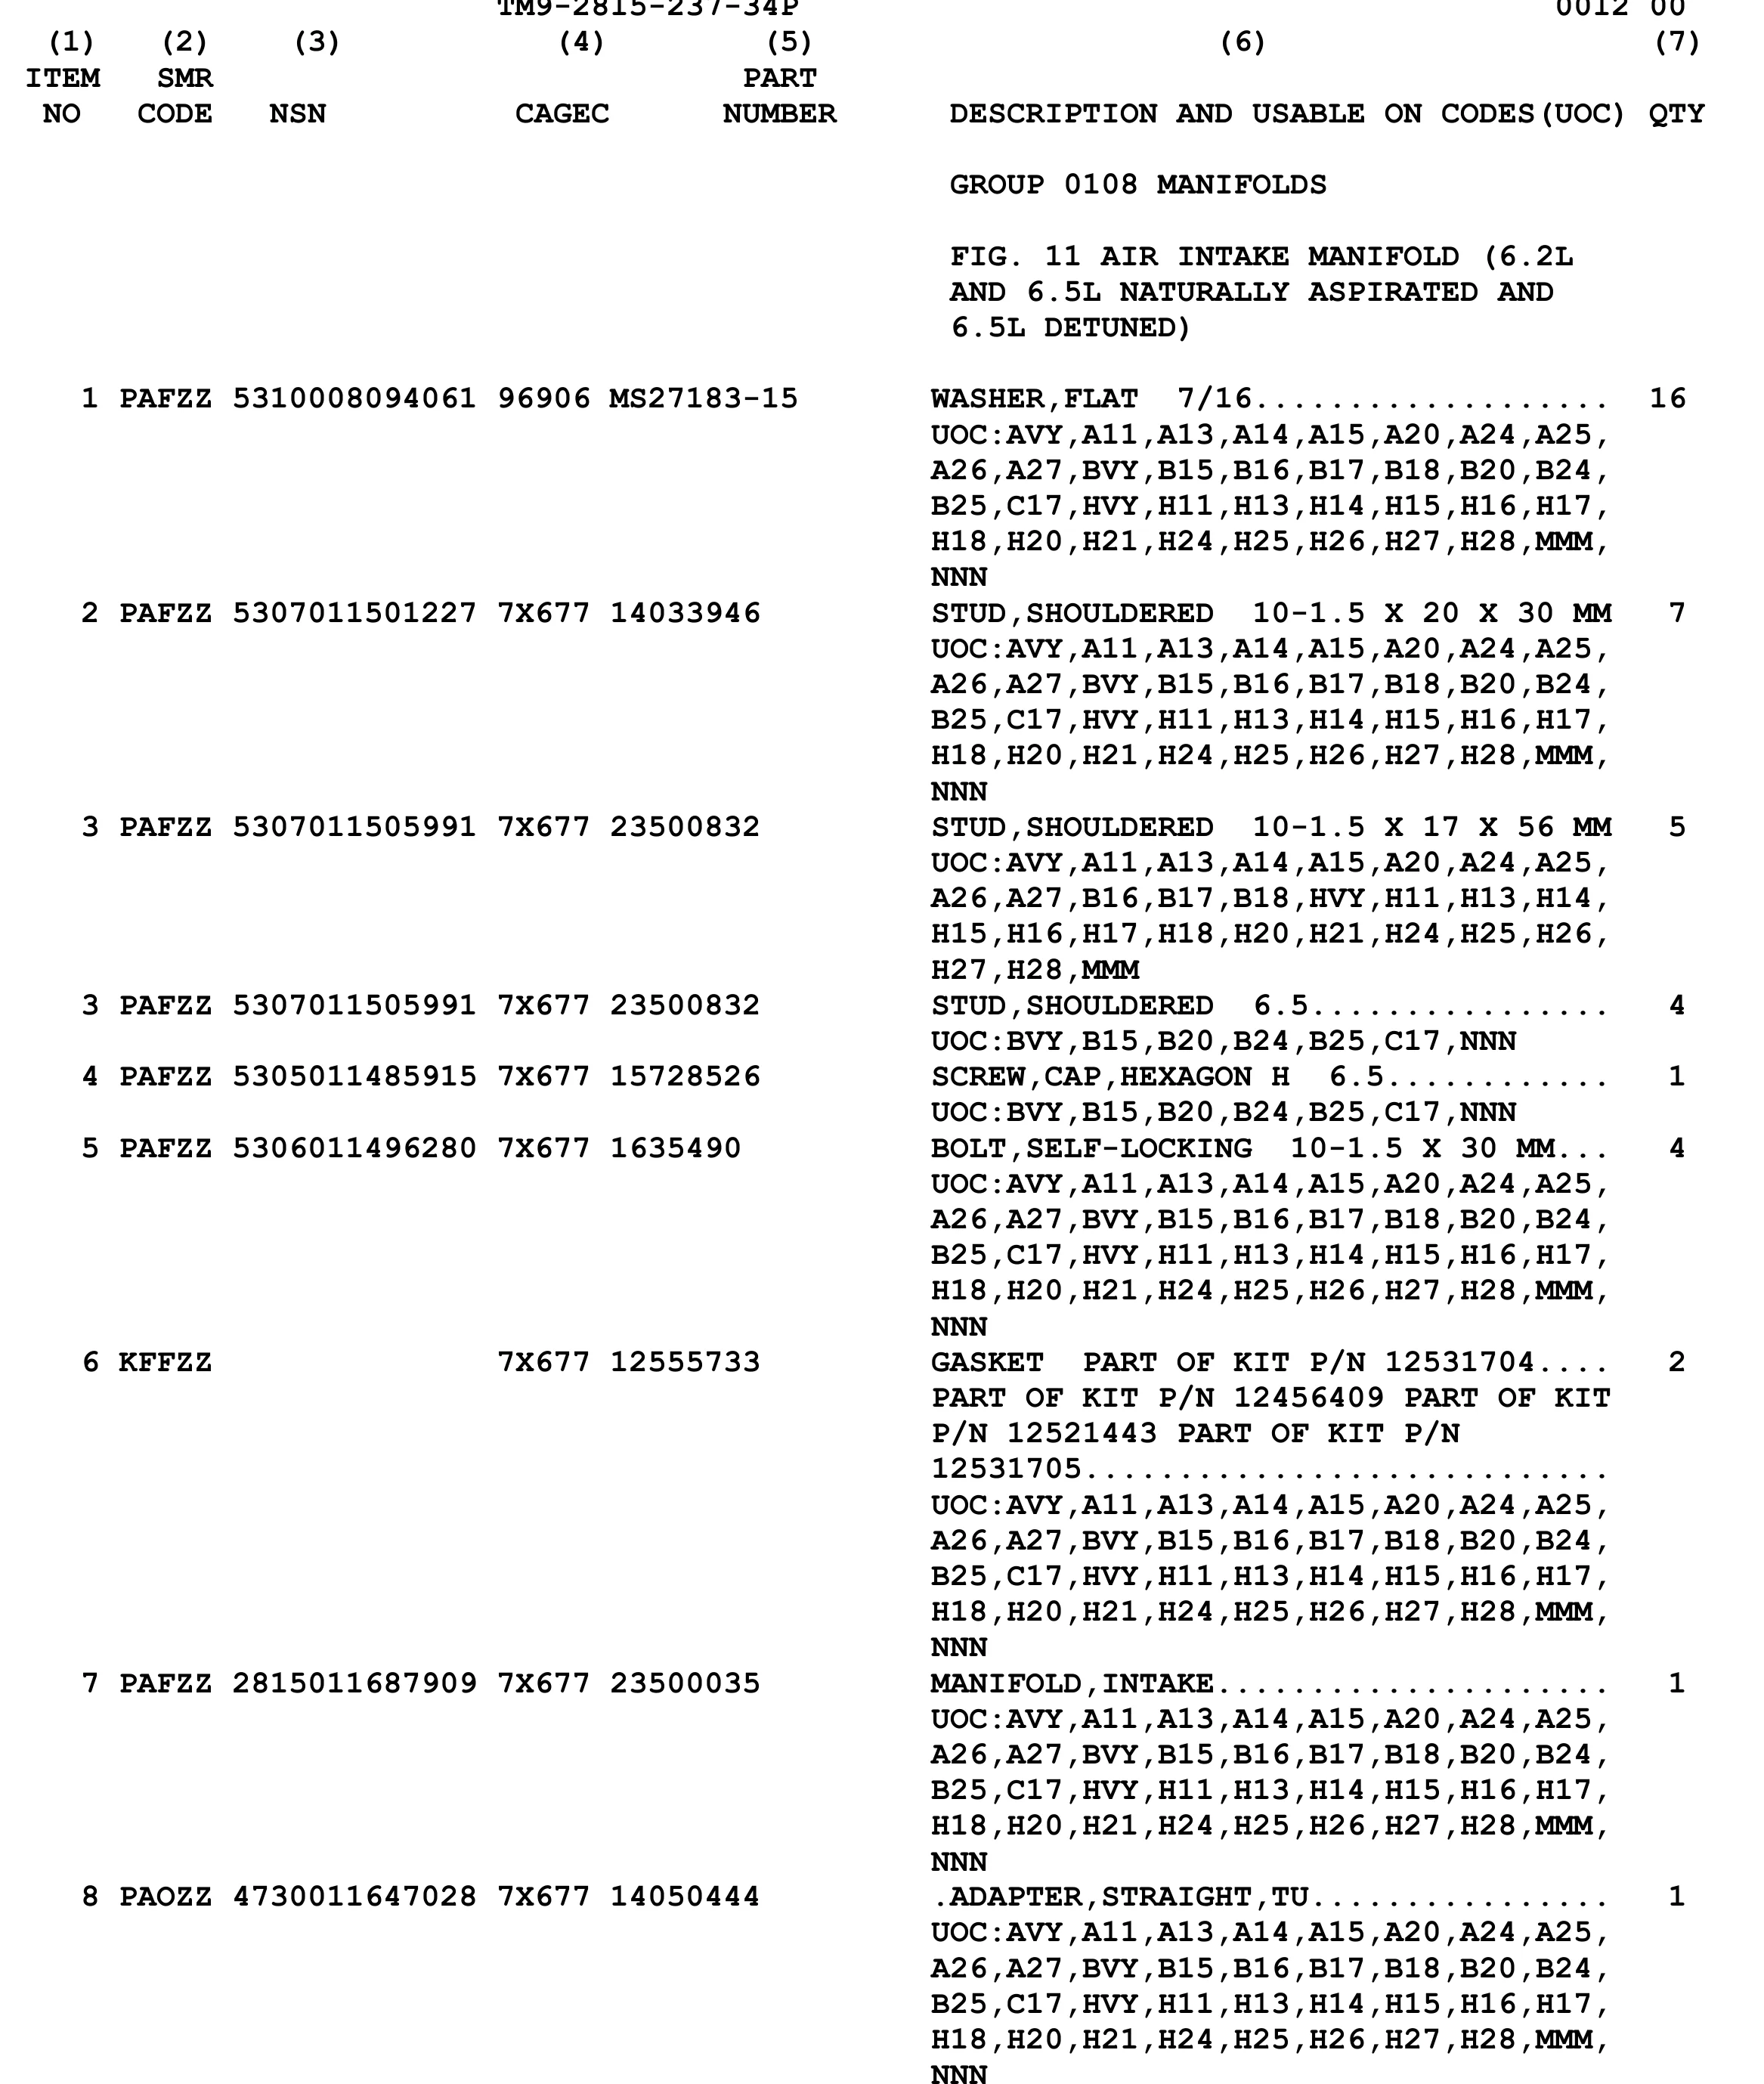 TM9-2815-237-34P 0012 00
(1) (2) (3) (4) (5) (6) (7)
ITEM SMR PART
NO CODE NSN CAGEC NUMBER DESCRIPTION AND USABLE ON CODES(UOC) QTY
GROUP 0108 MANIFOLDS
FIG. 11 AIR INTAKE MANIFOLD (6.2L
AND 6.5L NATURALLY ASPIRATED AND
6.5L DETUNED)
1 PAFZZ 5310008094061 96906 MS27183-15 WASHER,FLAT 7/16................... 16
UOC:AVY,A11,A13,A14,A15,A20,A24,A25,
A26,A27,BVY,B15,B16,B17,B18,B20,B24,
B25,C17,HVY,H11,H13,H14,H15,H16,H17,
H18,H20,H21,H24,H25,H26,H27,H28,MMM,
NNN
2 PAFZZ 5307011501227 7X677 14033946 STUD,SHOULDERED 10-1.5 X 20 X 30 MM 7
UOC:AVY,A11,A13,A14,A15,A20,A24,A25,
A26,A27,BVY,B15,B16,B17,B18,B20,B24,
B25,C17,HVY,H11,H13,H14,H15,H16,H17,
H18,H20,H21,H24,H25,H26,H27,H28,MMM,
NNN
3 PAFZZ 5307011505991 7X677 23500832 STUD,SHOULDERED 10-1.5 X 17 X 56 MM 5
UOC:AVY,A11,A13,A14,A15,A20,A24,A25,
A26,A27,B16,B17,B18,HVY,H11,H13,H14,
H15,H16,H17,H18,H20,H21,H24,H25,H26,
H27,H28,MMM
3 PAFZZ 5307011505991 7X677 23500832 STUD,SHOULDERED 6.5................ 4
UOC:BVY,B15,B20,B24,B25,C17,NNN
4 PAFZZ 5305011485915 7X677 15728526 SCREW,CAP,HEXAGON H 6.5............ 1
UOC:BVY,B15,B20,B24,B25,C17,NNN
5 PAFZZ 5306011496280 7X677 1635490 BOLT,SELF-LOCKING 10-1.5 X 30 MM... 4
UOC:AVY,A11,A13,A14,A15,A20,A24,A25,
A26,A27,BVY,B15,B16,B17,B18,B20,B24,
B25,C17,HVY,H11,H13,H14,H15,H16,H17,
H18,H20,H21,H24,H25,H26,H27,H28,MMM,
NNN
6 KFFZZ 7X677 12555733 GASKET PART OF KIT P/N 12531704.... 2
PART OF KIT P/N 12456409 PART OF KIT
P/N 12521443 PART OF KIT P/N
12531705............................
UOC:AVY,A11,A13,A14,A15,A20,A24,A25,
A26,A27,BVY,B15,B16,B17,B18,B20,B24,
B25,C17,HVY,H11,H13,H14,H15,H16,H17,
H18,H20,H21,H24,H25,H26,H27,H28,MMM,
NNN
7 PAFZZ 2815011687909 7X677 23500035 MANIFOLD,INTAKE..................... 1
UOC:AVY,A11,A13,A14,A15,A20,A24,A25,
A26,A27,BVY,B15,B16,B17,B18,B20,B24,
B25,C17,HVY,H11,H13,H14,H15,H16,H17,
H18,H20,H21,H24,H25,H26,H27,H28,MMM,
NNN
8 PAOZZ 4730011647028 7X677 14050444 .ADAPTER,STRAIGHT,TU................ 1
UOC:AVY,A11,A13,A14,A15,A20,A24,A25,
A26,A27,BVY,B15,B16,B17,B18,B20,B24,
B25,C17,HVY,H11,H13,H14,H15,H16,H17,
H18,H20,H21,H24,H25,H26,H27,H28,MMM,
NNN